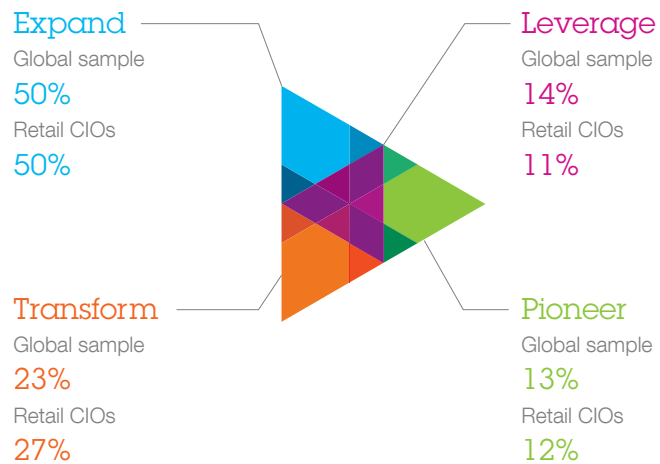 Expand
Global sample
50%
Retail CIOs
50%
Leverage
Global sample
14%
Retail CIOs
11%
Transform
Global sample
23%
Retail CIOs
27%
Pioneer
Global sample
13%
Retail CIOs
12%